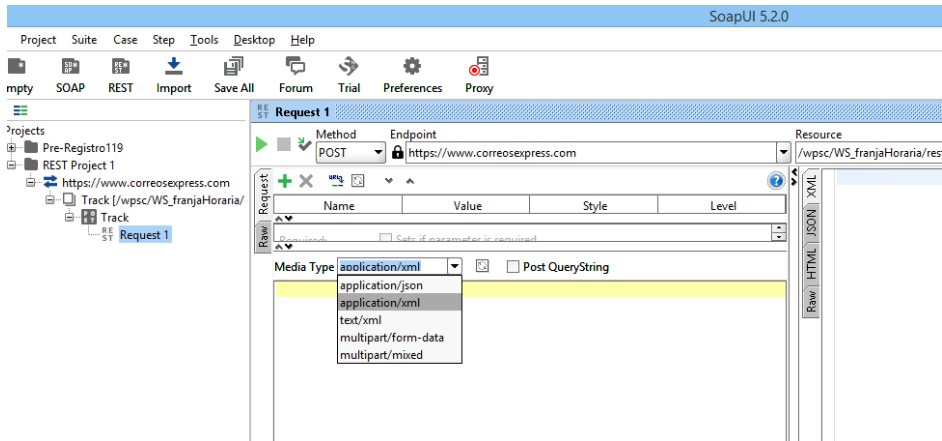 SoapUI 5.2.0
Project Suite Case Step Tools Desktop Help
mpty SOAP REST Import Save All Forum Trial Preferences Proxy
Projects
Pre-Registro119
REST Project 1
https://www.correosexpress.com
Track [/wpsc/WS_franjaHoraria/
Track
REST Request 1
REST Request 1
Method Endpoint Resource
POST https://www.correosexpress.com /wpsc/WS_franjaHoraria/rest
Request
Raw
Name Value Style Level
Required: Sets if parameter is required
Media Type application/xml Post QueryString
application/json
application/xml
text/xml
multipart/form-data
multipart/mixed
XML
JSON
HTML
Raw